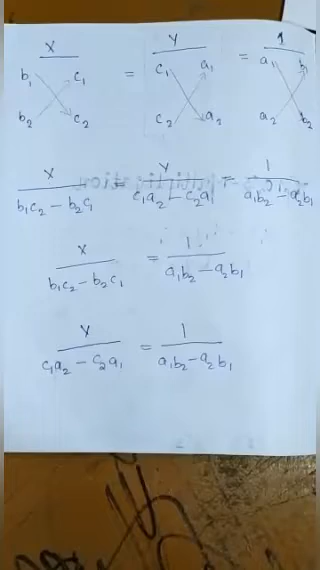 x = y = 1
b₁ c₁ c₁ a₁ a₁ b₁
b₂ c₂ c₂ a₂ a₂ b₂
x/(b₁c₂ - b₂c₁) = y/(c₁a₂ - c₂a₁) = 1/(a₁b₂ - a₂b₁)
x/(b₁c₂ - b₂c₁) = 1/(a₁b₂ - a₂b₁)
y/(c₁a₂ - c₂a₁) = 1/(a₁b₂ - a₂b₁)